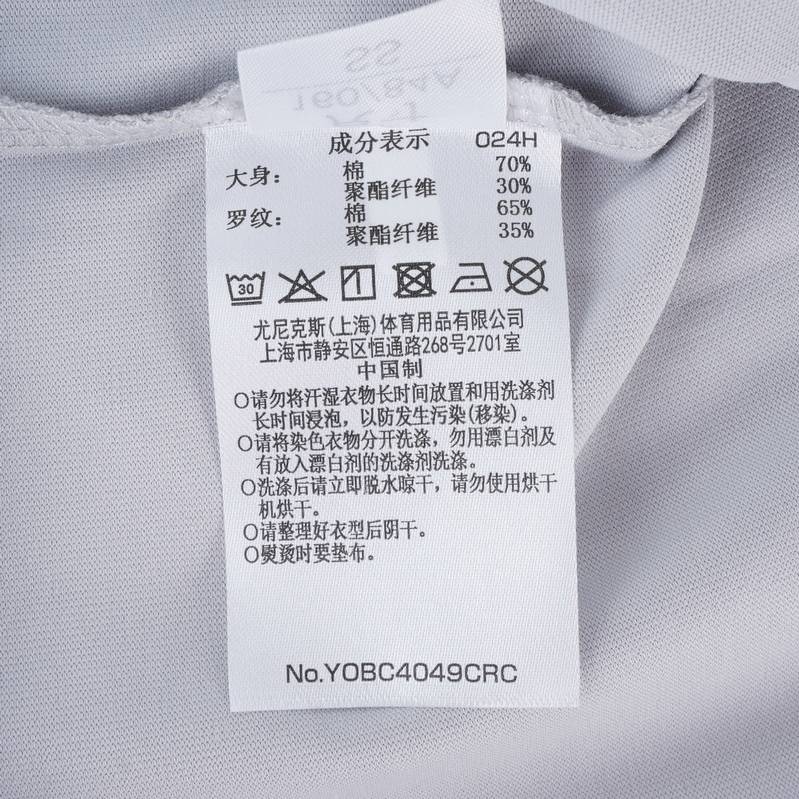 SS
160/84A
成分表示 024H
大身: 棉 70%
聚酯纤维 30%
罗纹: 棉 65%
聚酯纤维 35%
30
尤尼克斯(上海)体育用品有限公司
上海市静安区恒通路268号2701室
中国制
○请勿将汗湿衣物长时间放置和用洗涤剂
长时间浸泡，以防发生污染(移染)。
○请将染色衣物分开洗涤，勿用漂白剂及
有放入漂白剂的洗涤剂洗涤。
○洗涤后请立即脱水晾干，请勿使用烘干
机烘干。
○请整理好衣型后阴干。
○熨烫时要垫布。
No.YOBC4049CRC